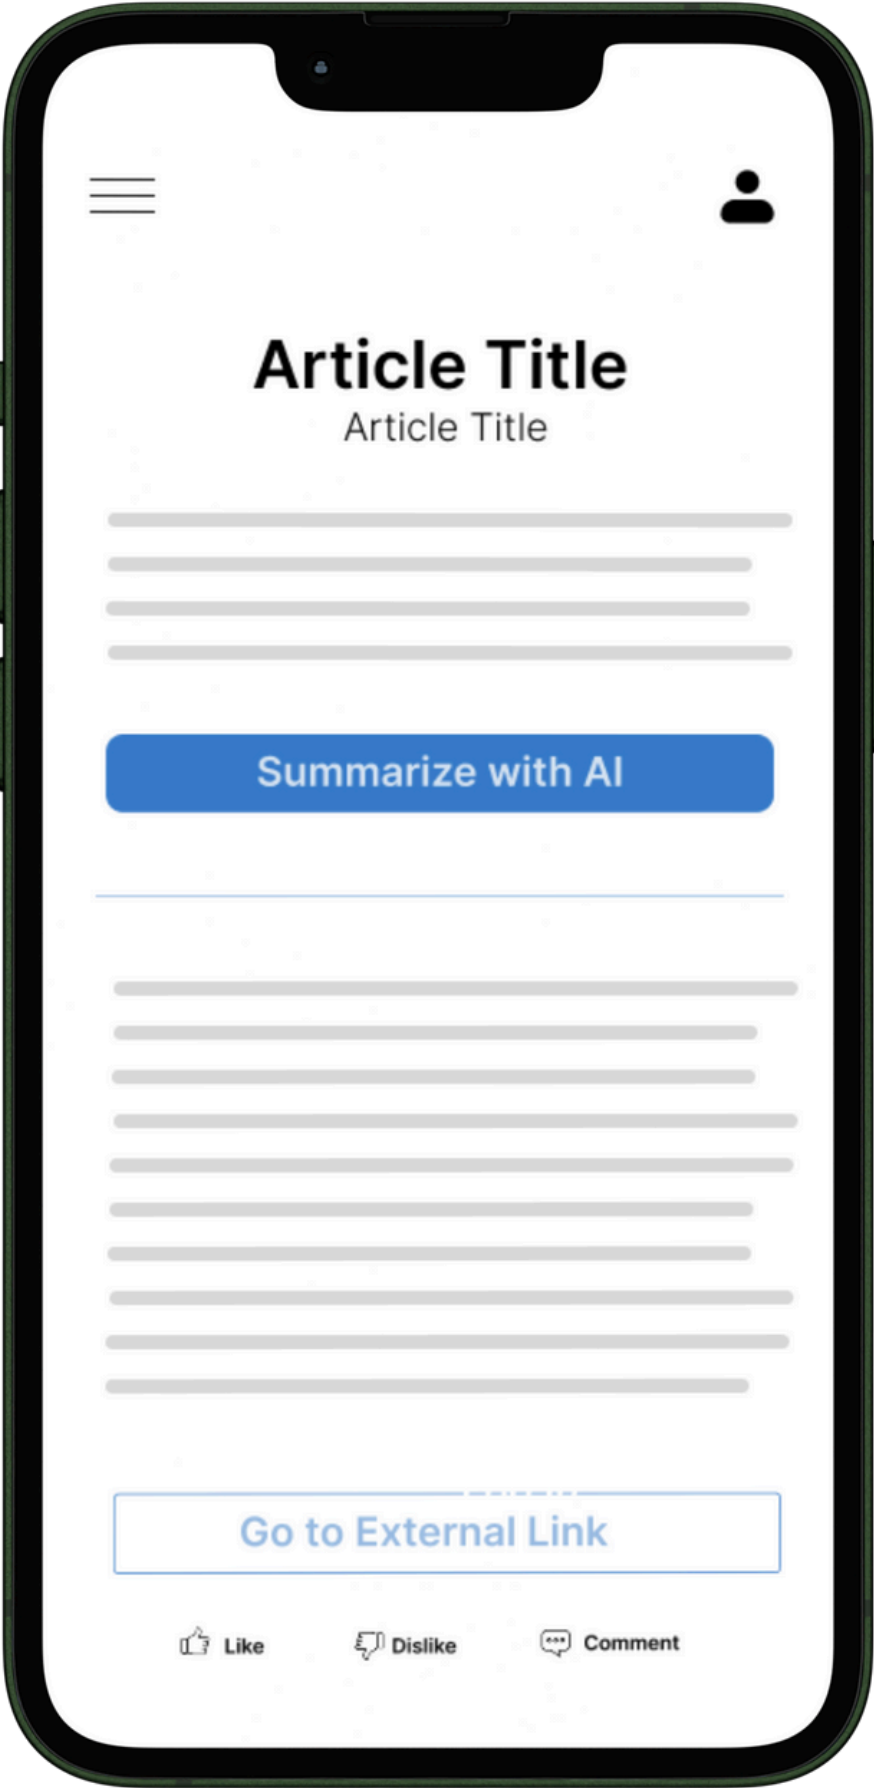 Article Title
Article Title
Summarize with AI
Go to External Link
Like Dislike Comment